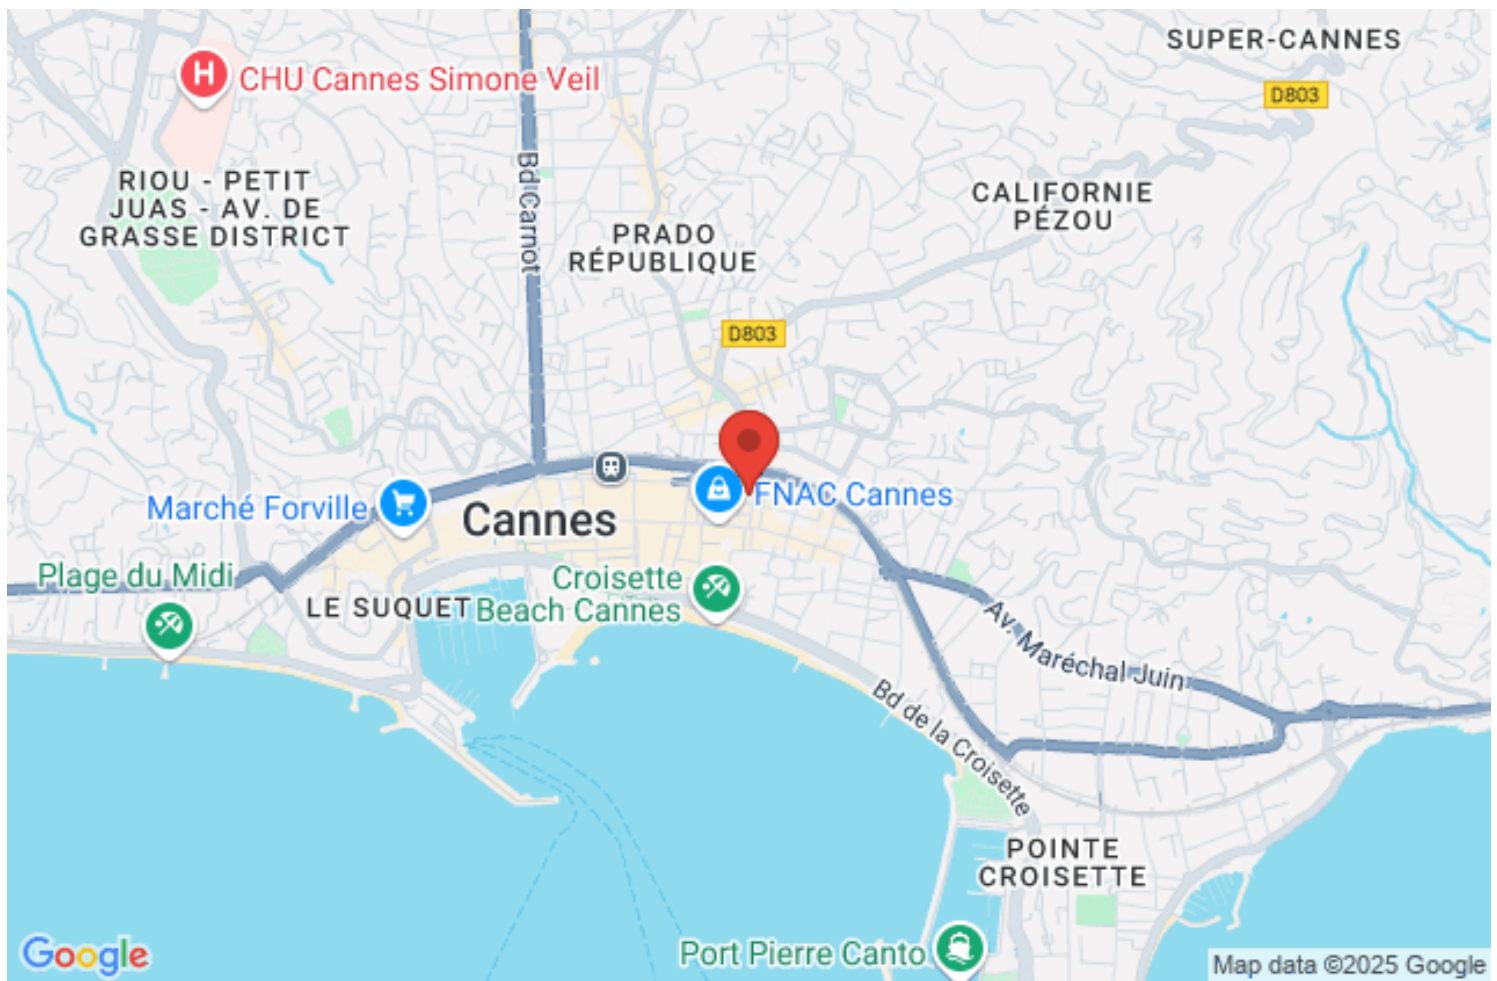 SUPER-CANNES
CHU Cannes Simone Veil
D803
RIOU - PETIT
JUAS - AV. DE
GRASSE DISTRICT
Bd Carnot
CALIFORNIE
PÉZOU
PRADO
RÉPUBLIQUE
D803
Marché Forville
Cannes
FNAC Cannes
Plage du Midi
LE SUQUET
Croisette
Beach Cannes
Av. Maréchal Juin
Bd de la Croisette
POINTE
CROISETTE
Port Pierre Canto
Google
Map data ©2025 Google
H